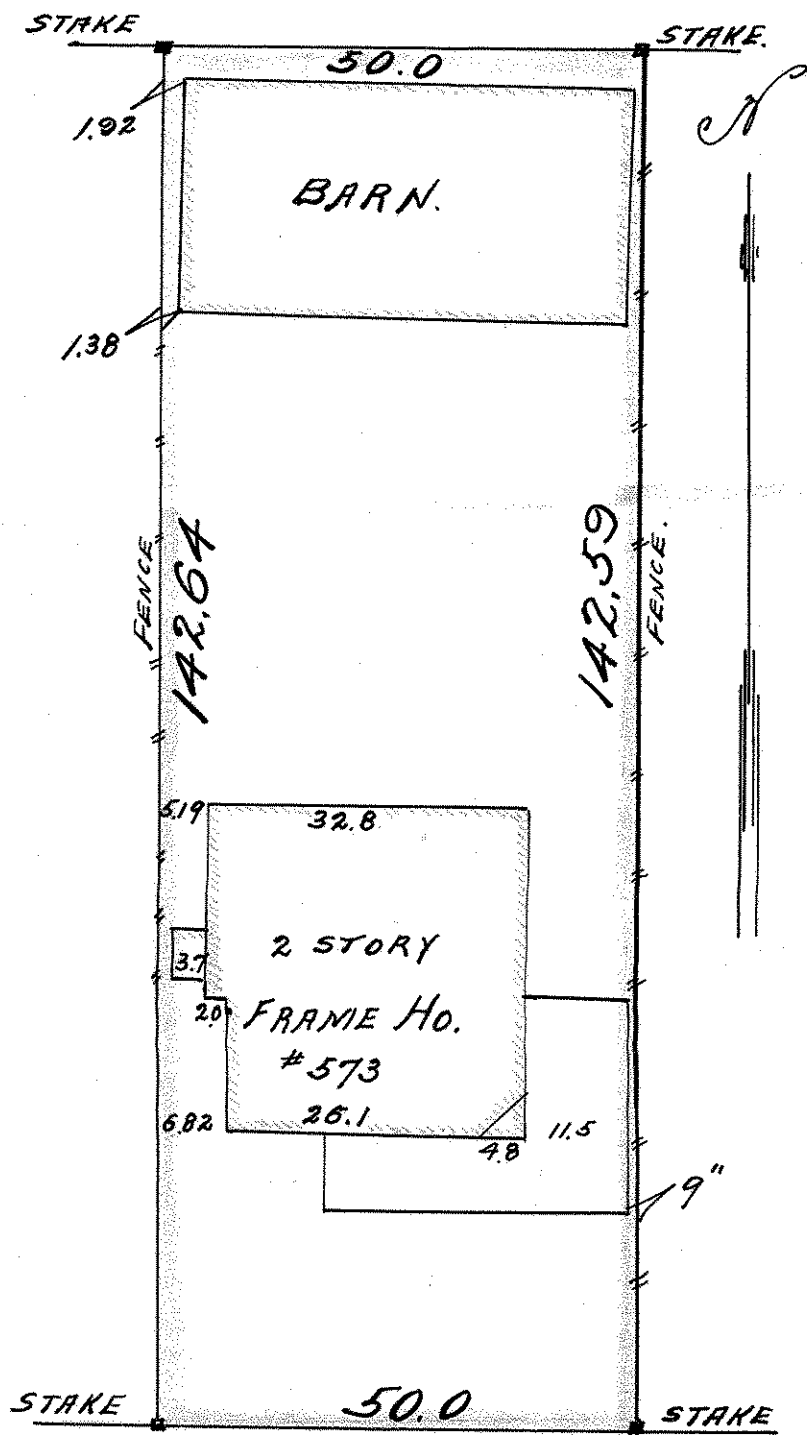 STAKE
STAKE.
50.0
N
1.92
BARN.
1.38
FENCE
142.64
142.59
FENCE.
5.19
32.8
2 STORY
3.7
2.0
FRAME HO.
#573
6.82
26.1
11.5
4.8
9"
STAKE
50.0
STAKE